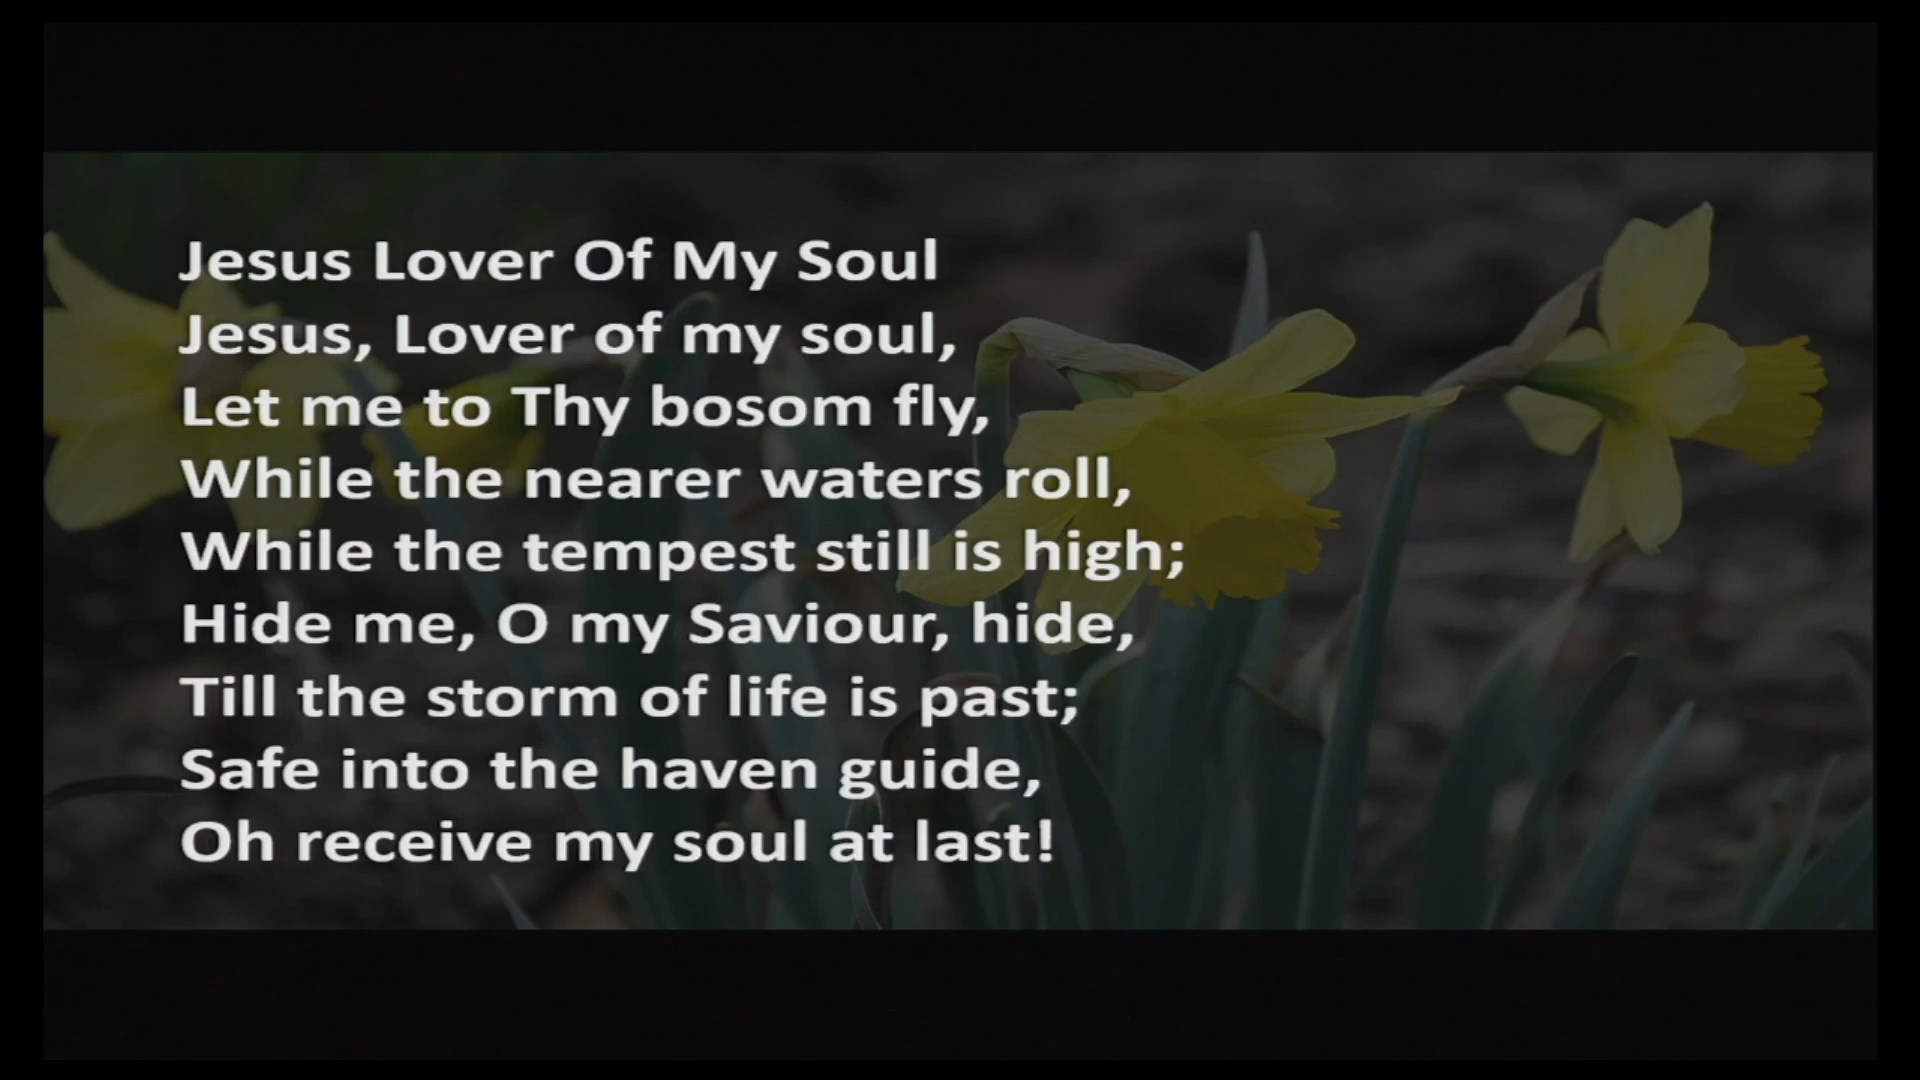 Jesus Lover Of My Soul
Jesus, Lover of my soul,
Let me to Thy bosom fly,
While the nearer waters roll,
While the tempest still is high;
Hide me, O my Saviour, hide,
Till the storm of life is past;
Safe into the haven guide,
Oh receive my soul at last!